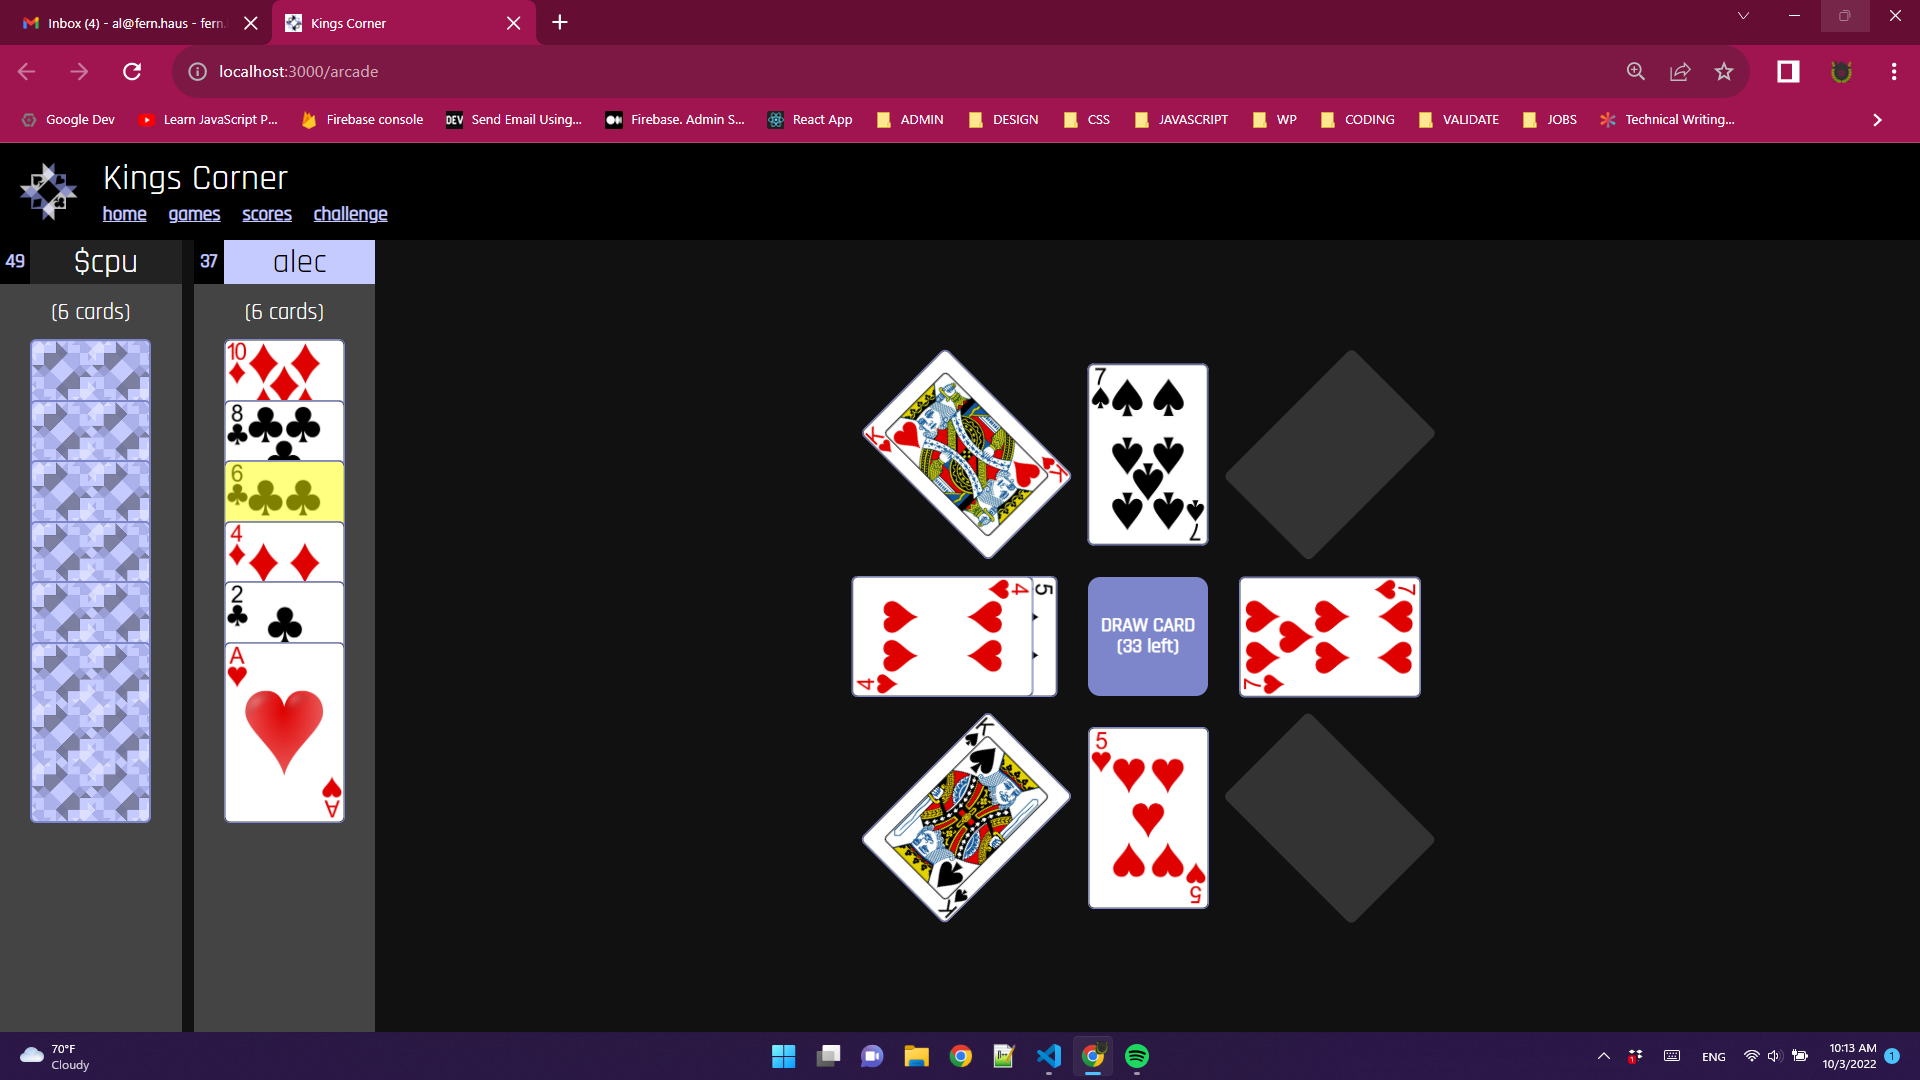 Inbox (4) - al@fern.haus - fern.
Kings Corner
localhost:3000/arcade
Google Dev
Learn JavaScript P...
Firebase console
DEV
Send Email Using...
Firebase. Admin S...
React App
ADMIN
DESIGN
CSS
JAVASCRIPT
WP
CODING
VALIDATE
JOBS
Technical Writing...
Kings Corner
home games scores challenge
49 $cpu
37 alec
(6 cards)
(6 cards)
10
8
6
4
2
A
A
K
K
7
7
4
4
5
DRAW CARD
(33 left)
7
7
K
K
5
5
70°F
Cloudy
1
ENG
10:13 AM
10/3/2022
1